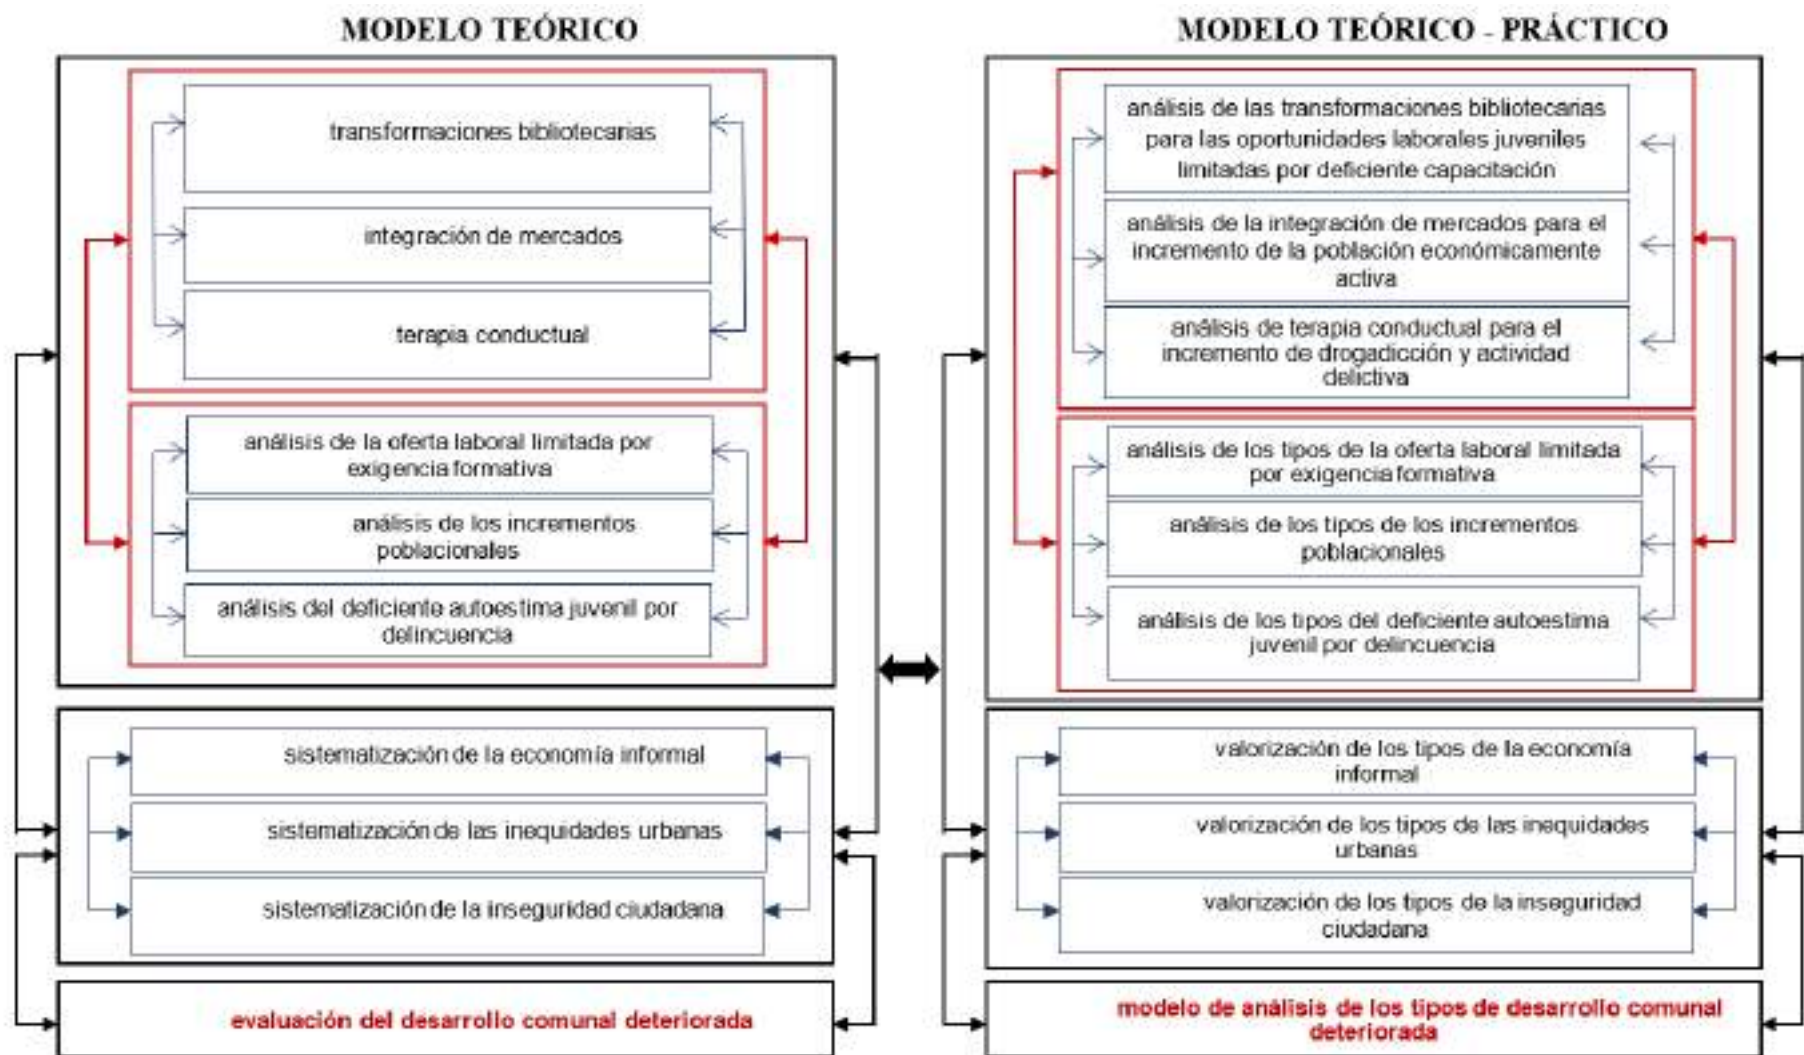 MODELO TEÓRICO
transformaciones bibliotecarias
integración de mercados
terapia conductual
análisis de la oferta laboral limitada por
exigencia formativa
análisis de los incrementos
poblacionales
análisis del deficiente autoestima juvenil por
delincuencia
sistematización de la economía informal
sistematización de las inequidades urbanas
sistematización de la inseguridad ciudadana
evaluación del desarrollo comunal deteriorada
MODELO TEÓRICO - PRÁCTICO
análisis de las transformaciones bibliotecarias
para las oportunidades laborales juveniles
limitadas por deficiente capacitación
análisis de la integración de mercados para el
incremento de la población económicamente
activa
análisis de terapia conductual para el
incremento de drogadicción y actividad
delictiva
análisis de los tipos de la oferta laboral limitada
por exigencia formativa
análisis de los tipos de los incrementos
poblacionales
análisis de los tipos del deficiente autoestima
juvenil por delincuencia
valorización de los tipos de la economía
informal
valorización de los tipos de las inequidades
urbanas
valorización de los tipos de la inseguridad
ciudadana
modelo de análisis de los tipos de desarrollo comunal
deteriorada